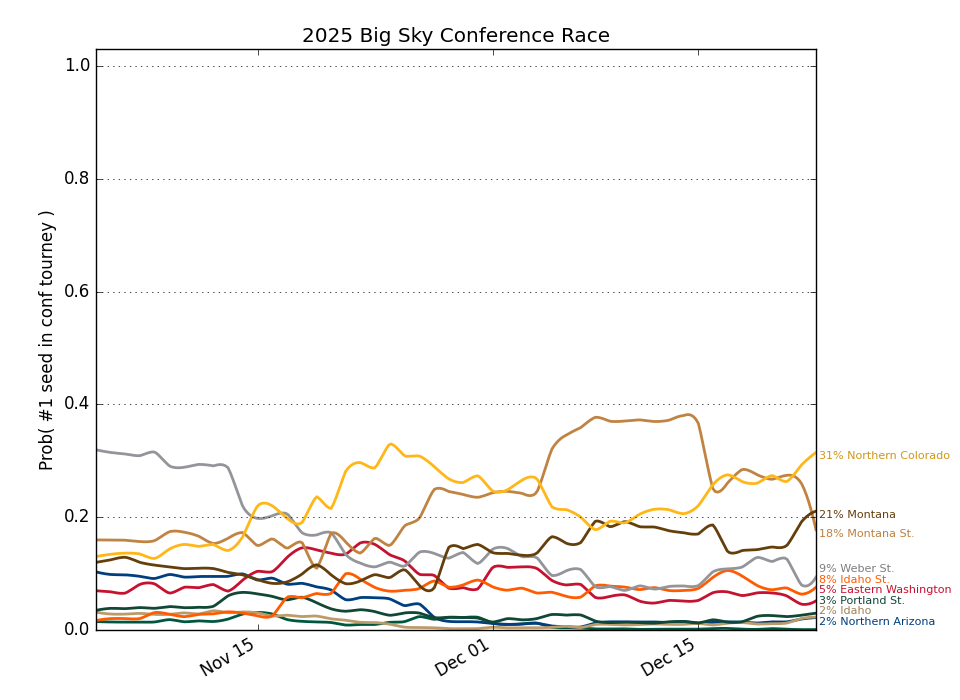 2025 Big Sky Conference Race
Prob( #1 seed in conf tourney )
1.0
0.8
0.6
0.4
0.2
0.0
Nov 15
Dec 01
Dec 15
31% Northern Colorado
21% Montana
18% Montana St.
9% Weber St.
8% Idaho St.
5% Eastern Washington
3% Portland St.
2% Idaho
2% Northern Arizona